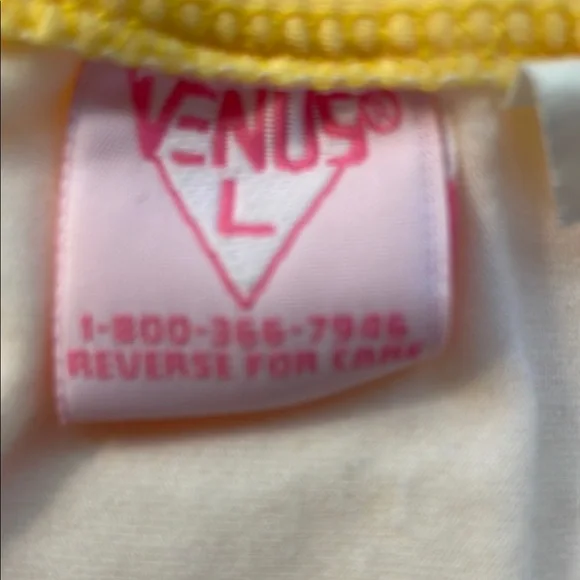 VENUS®
L
1-800-366-7946
REVERSE FOR CARE